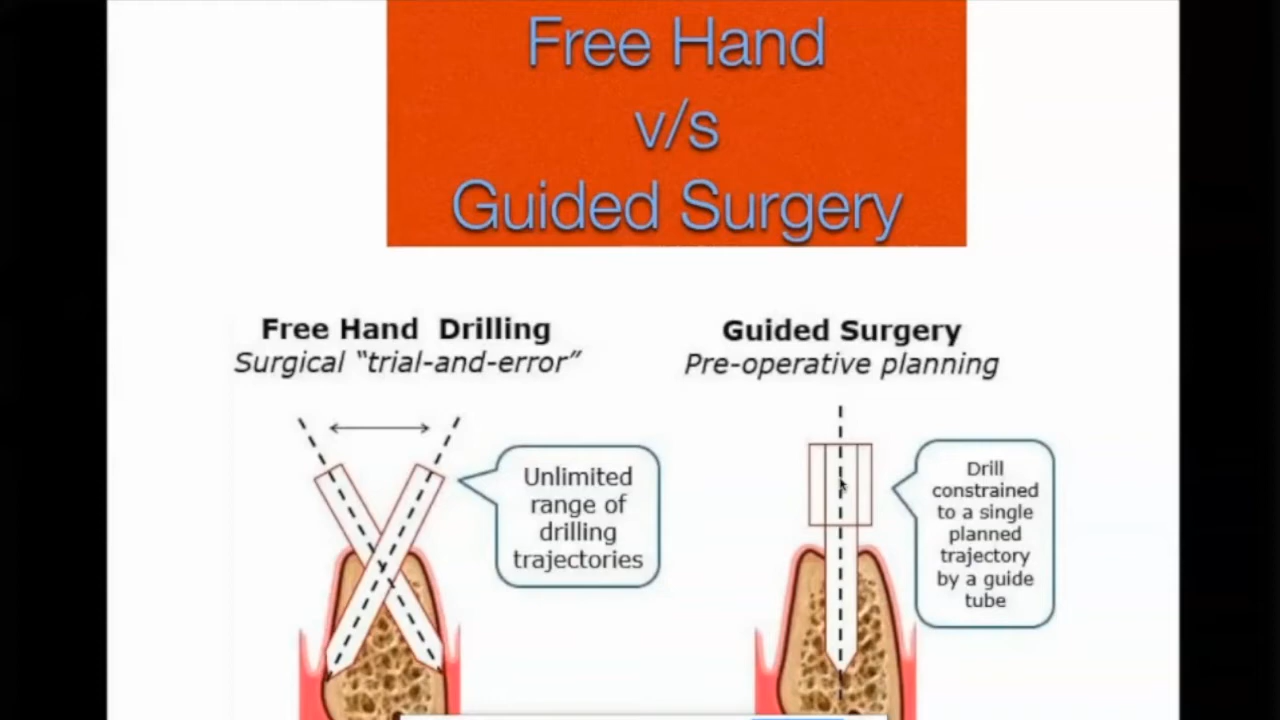 Free Hand
v/s
Guided Surgery
Free Hand Drilling
Surgical “trial-and-error”
Unlimited
range of
drilling
trajectories
Guided Surgery
Pre-operative planning
Drill
constrained
to a single
planned
trajectory
by a guide
tube